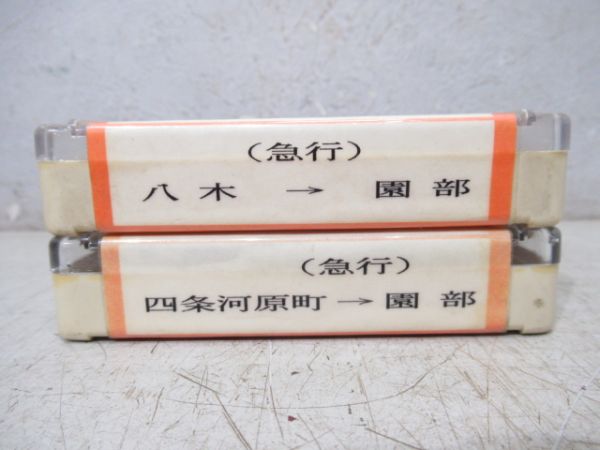 (急行)
八木 → 園部
(急行)
四条河原町→園部